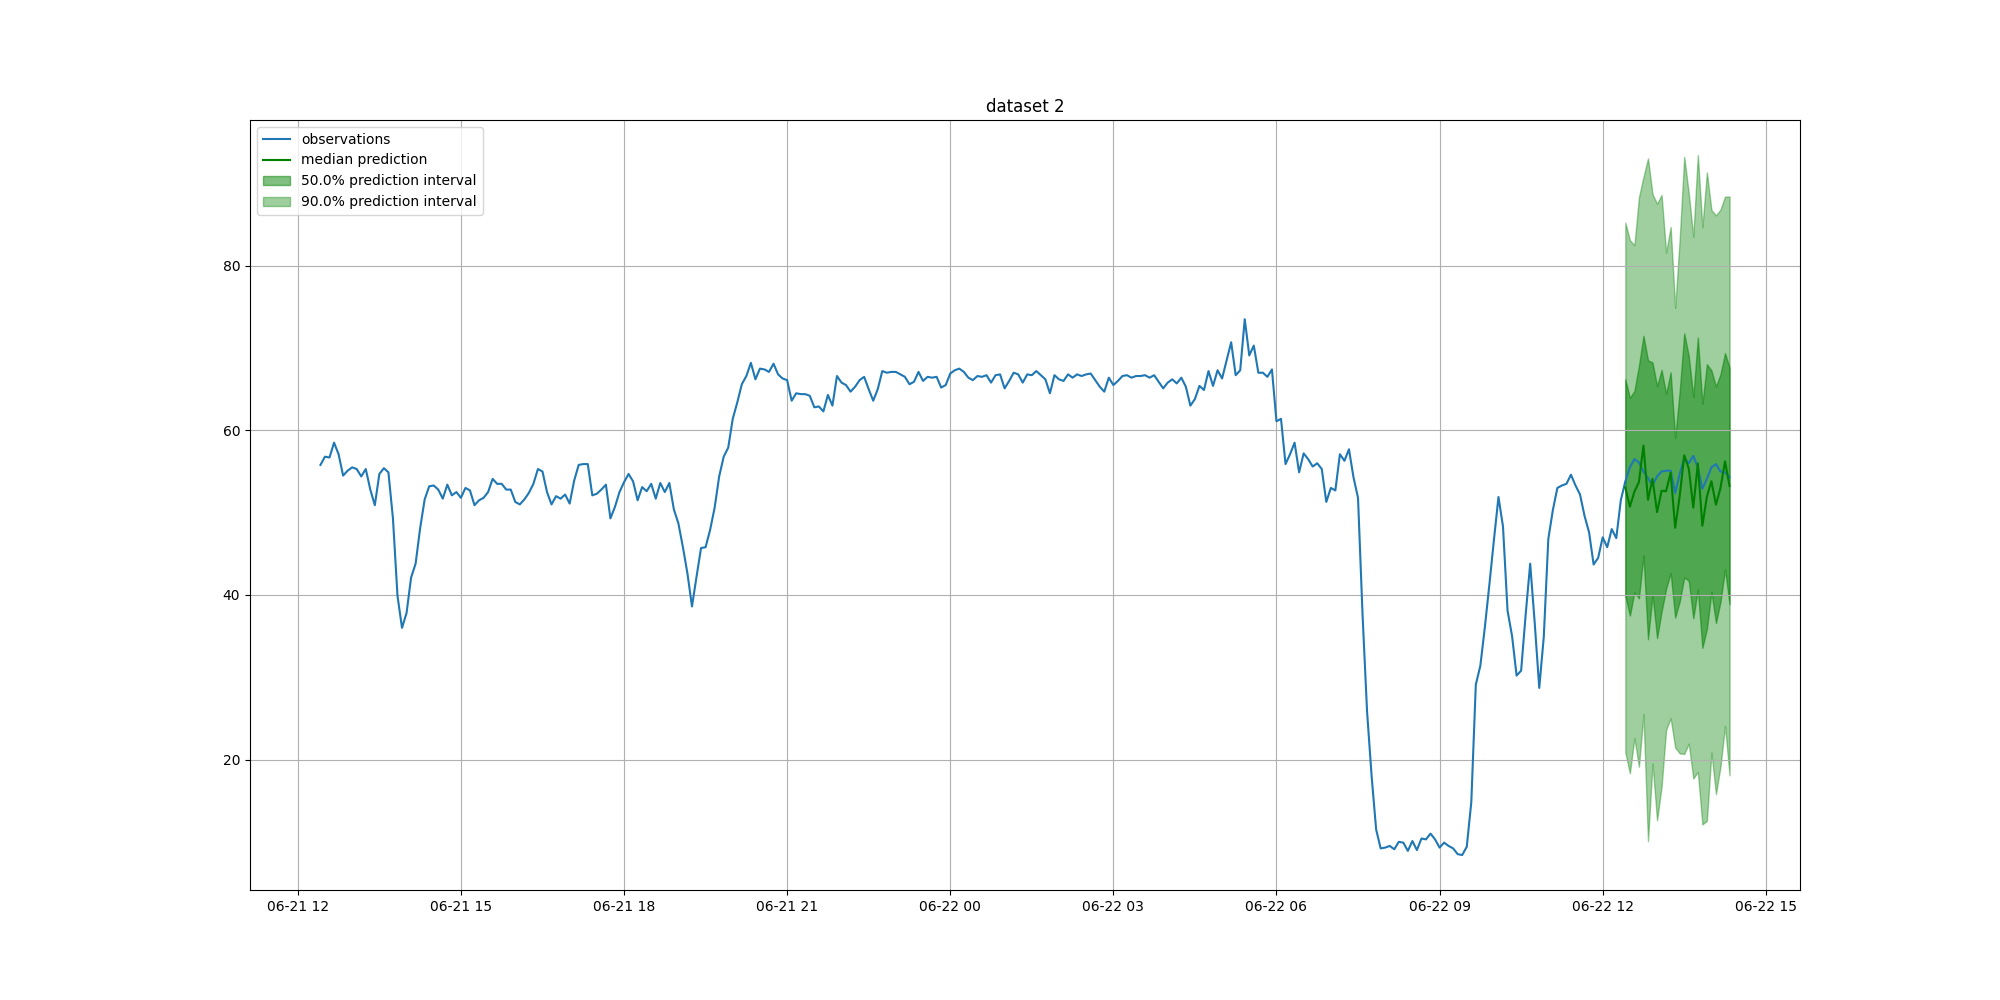 dataset 2
observations
median prediction
50.0% prediction interval
90.0% prediction interval
80
60
40
20
06-21 12
06-21 15
06-21 18
06-21 21
06-22 00
06-22 03
06-22 06
06-22 09
06-22 12
06-22 15